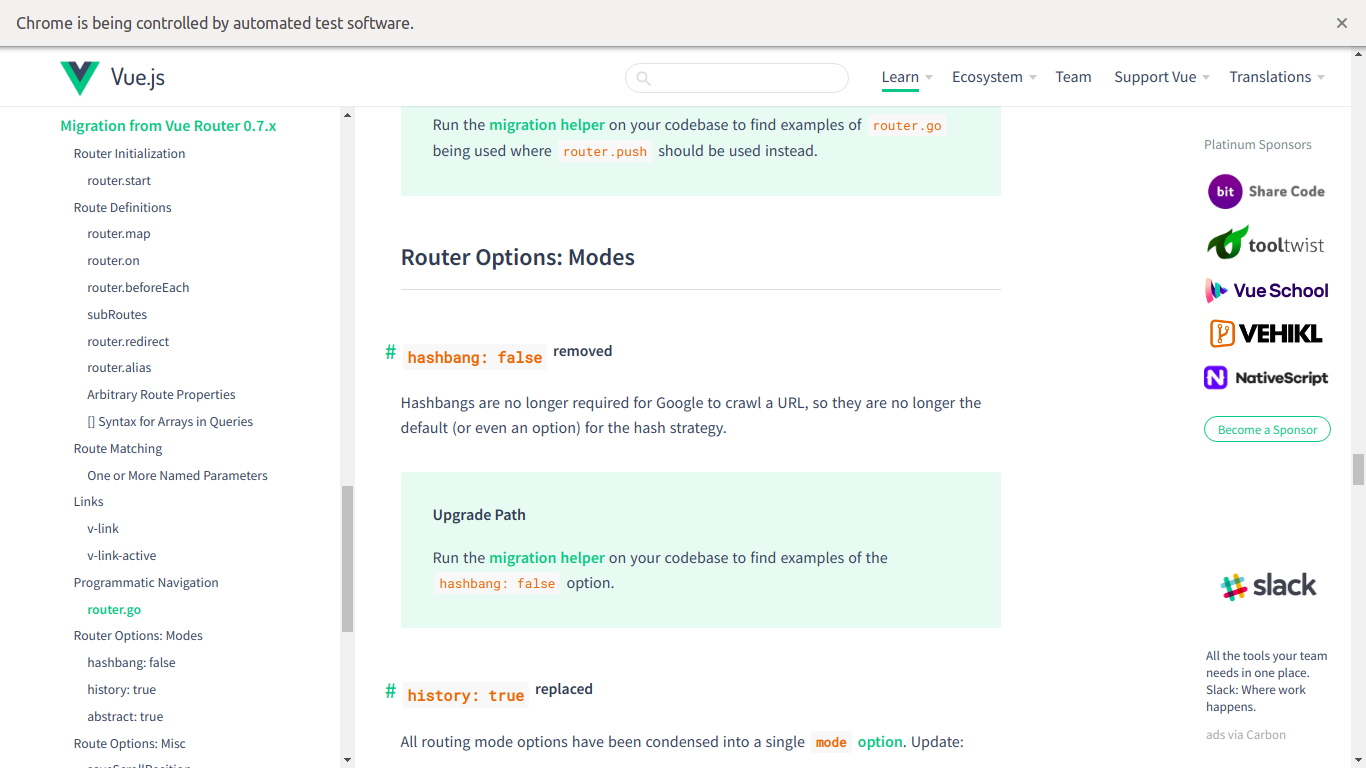 Chrome is being controlled by automated test software.
Vue.js
Learn
Ecosystem
Team
Support Vue
Translations
Migration from Vue Router 0.7.x
Router Initialization
router.start
Route Definitions
router.map
router.on
router.beforeEach
subRoutes
router.redirect
router.alias
Arbitrary Route Properties
[] Syntax for Arrays in Queries
Route Matching
One or More Named Parameters
Links
v-link
v-link-active
Programmatic Navigation
router.go
Router Options: Modes
hashbang: false
history: true
abstract: true
Route Options: Misc
saveScrollPosition
Run the migration helper on your codebase to find examples of router.go
being used where router.push should be used instead.
Router Options: Modes
# hashbang: false removed
Hashbangs are no longer required for Google to crawl a URL, so they are no longer the
default (or even an option) for the hash strategy.
Upgrade Path
Run the migration helper on your codebase to find examples of the
hashbang: false option.
# history: true replaced
All routing mode options have been condensed into a single mode option. Update:
Platinum Sponsors
bit Share Code
tooltwist
Vue School
VEHIKL
NativeScript
Become a Sponsor
slack
All the tools your team
needs in one place.
Slack: Where work
happens.
ads via Carbon